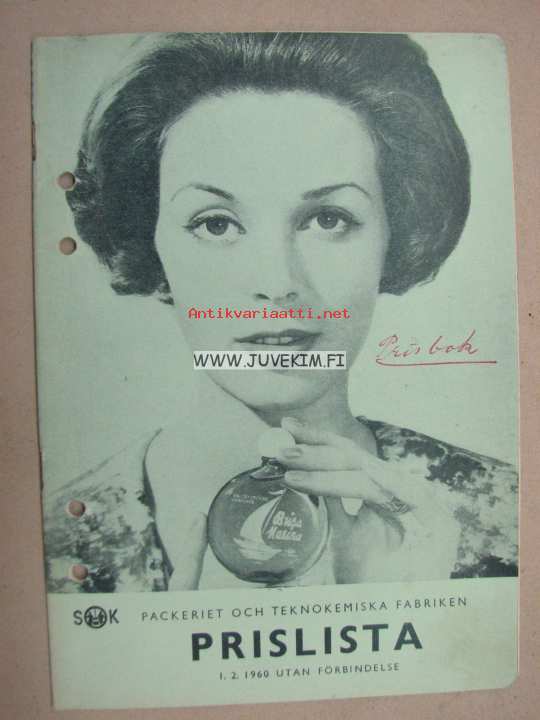 Antikvariaatti.net
WWW.JUVEKIM.FI
Prisbok
Brisa
Marina
SOK
PACKERIET OCH TEKNOKEMISKA FABRIKEN
PRISLISTA
1. 2. 1960 UTAN FÖRBINDELSE